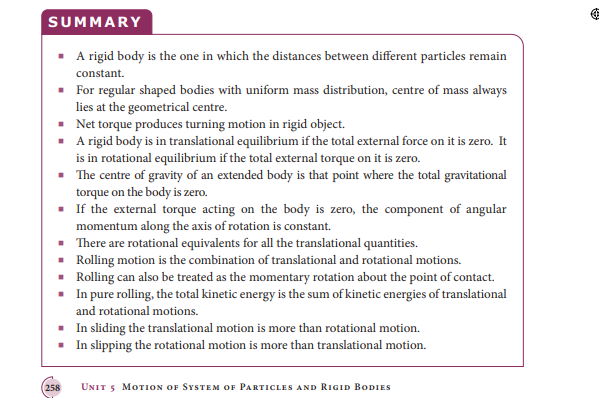 SUMMARY
■ A rigid body is the one in which the distances between different particles remain
constant.
■ For regular shaped bodies with uniform mass distribution, centre of mass always
lies at the geometrical centre.
■ Net torque produces turning motion in rigid object.
■ A rigid body is in translational equilibrium if the total external force on it is zero. It
is in rotational equilibrium if the total external torque on it is zero.
■ The centre of gravity of an extended body is that point where the total gravitational
torque on the body is zero.
■ If the external torque acting on the body is zero, the component of angular
momentum along the axis of rotation is constant.
■ There are rotational equivalents for all the translational quantities.
■ Rolling motion is the combination of translational and rotational motions.
■ Rolling can also be treated as the momentary rotation about the point of contact.
■ In pure rolling, the total kinetic energy is the sum of kinetic energies of translational
and rotational motions.
■ In sliding the translational motion is more than rotational motion.
■ In slipping the rotational motion is more than translational motion.
258 UNIT 5 MOTION OF SYSTEM OF PARTICLES AND RIGID BODIES